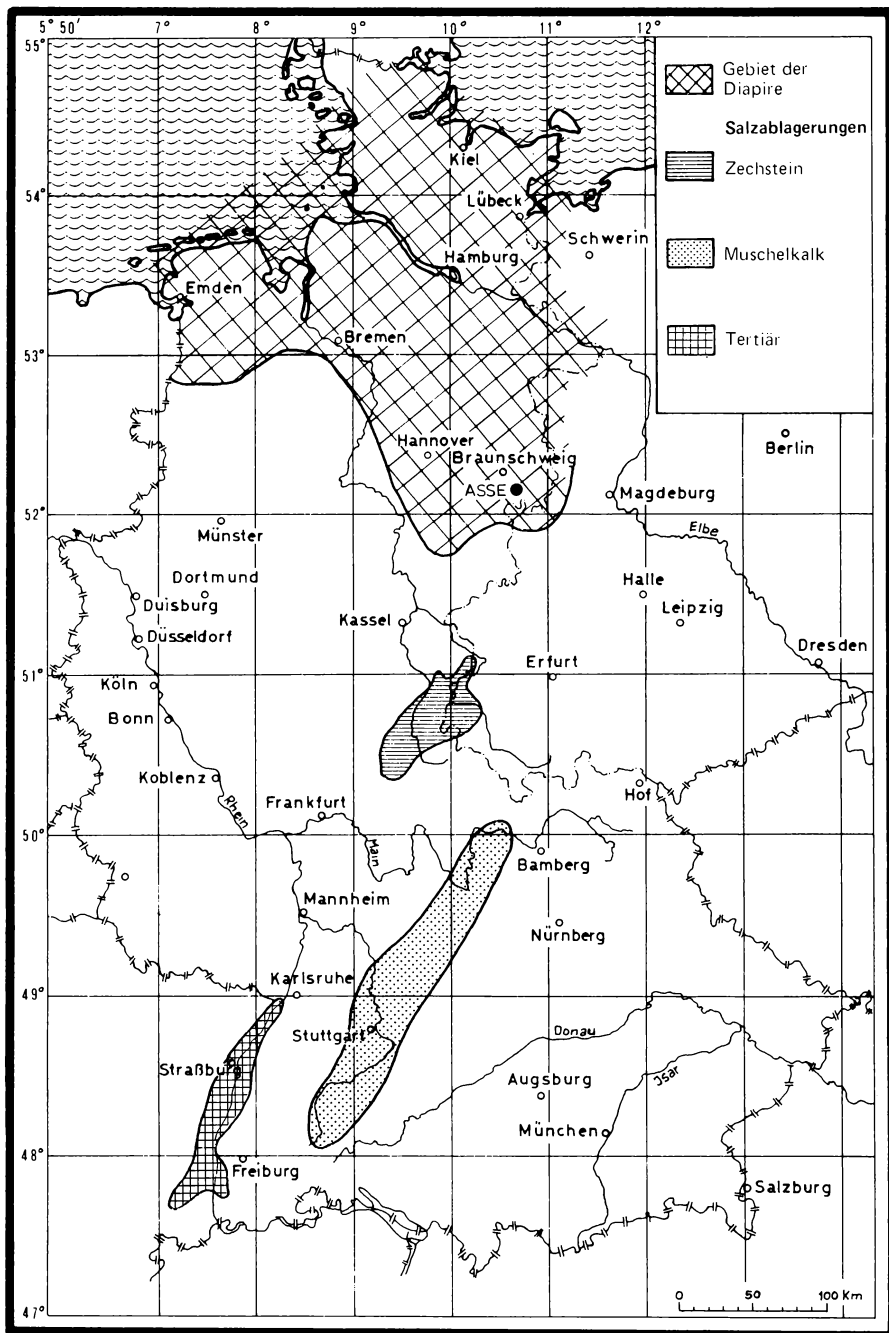 5° 50'
7°
8°
9°
10°
11°
12°
55°
54°
53°
52°
51°
50°
49°
48°
47°
Gebiet der
Diapire
Salzablagerungen
Zechstein
Muschelkalk
Tertiär
Kiel
Lübeck
Schwerin
Hamburg
Emden
Bremen
Hannover
Braunschweig
ASSE
Berlin
Magdeburg
Münster
Elbe
Dortmund
Duisburg
Düsseldorf
Halle
Leipzig
Kassel
Dresden
Erfurt
Köln
Bonn
Koblenz
Hof
Rhein
Frankfurt
Main
Bamberg
Mannheim
Nürnberg
Karlsruhe
Stuttgart
Donau
Straßburg
Augsburg
Isar
München
Freiburg
Salzburg
0 50 100 Km